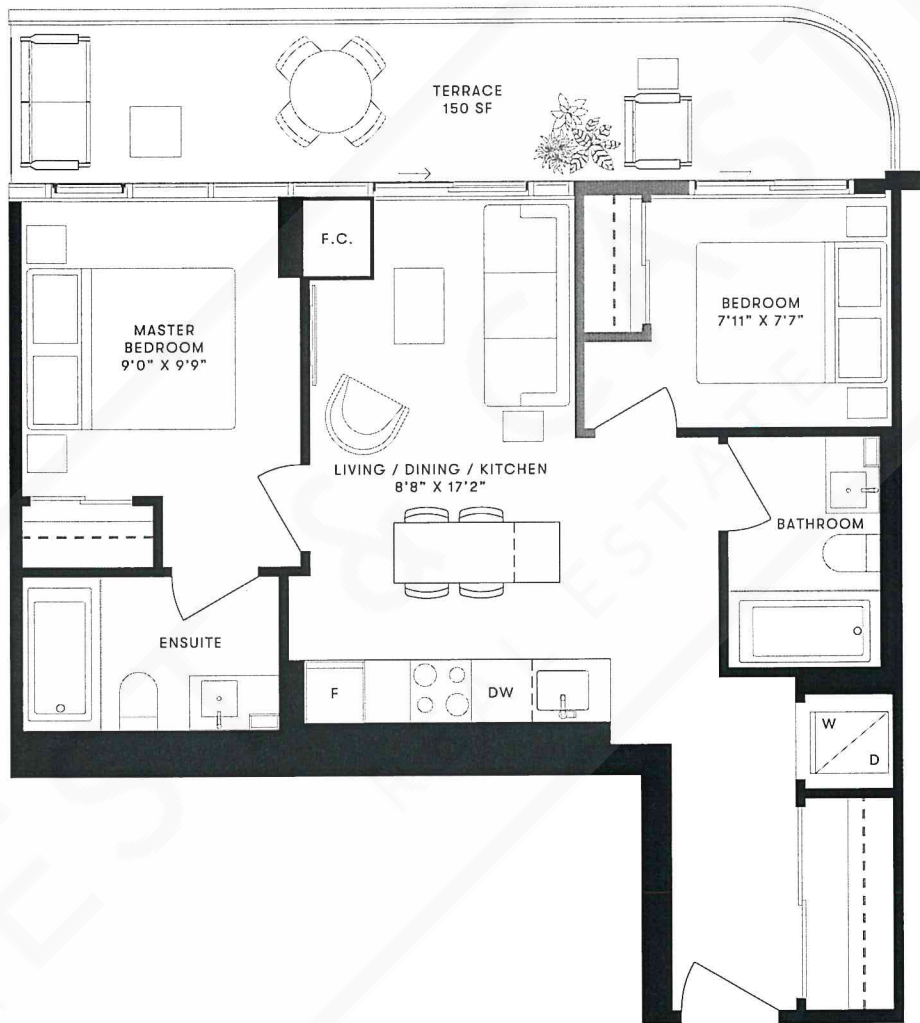 TERRACE
150 SF
F.C.
MASTER
BEDROOM
9'0" X 9'9"
BEDROOM
7'11" X 7'7"
LIVING / DINING / KITCHEN
8'8" X 17'2"
BATHROOM
ENSUITE
F
DW
W
D